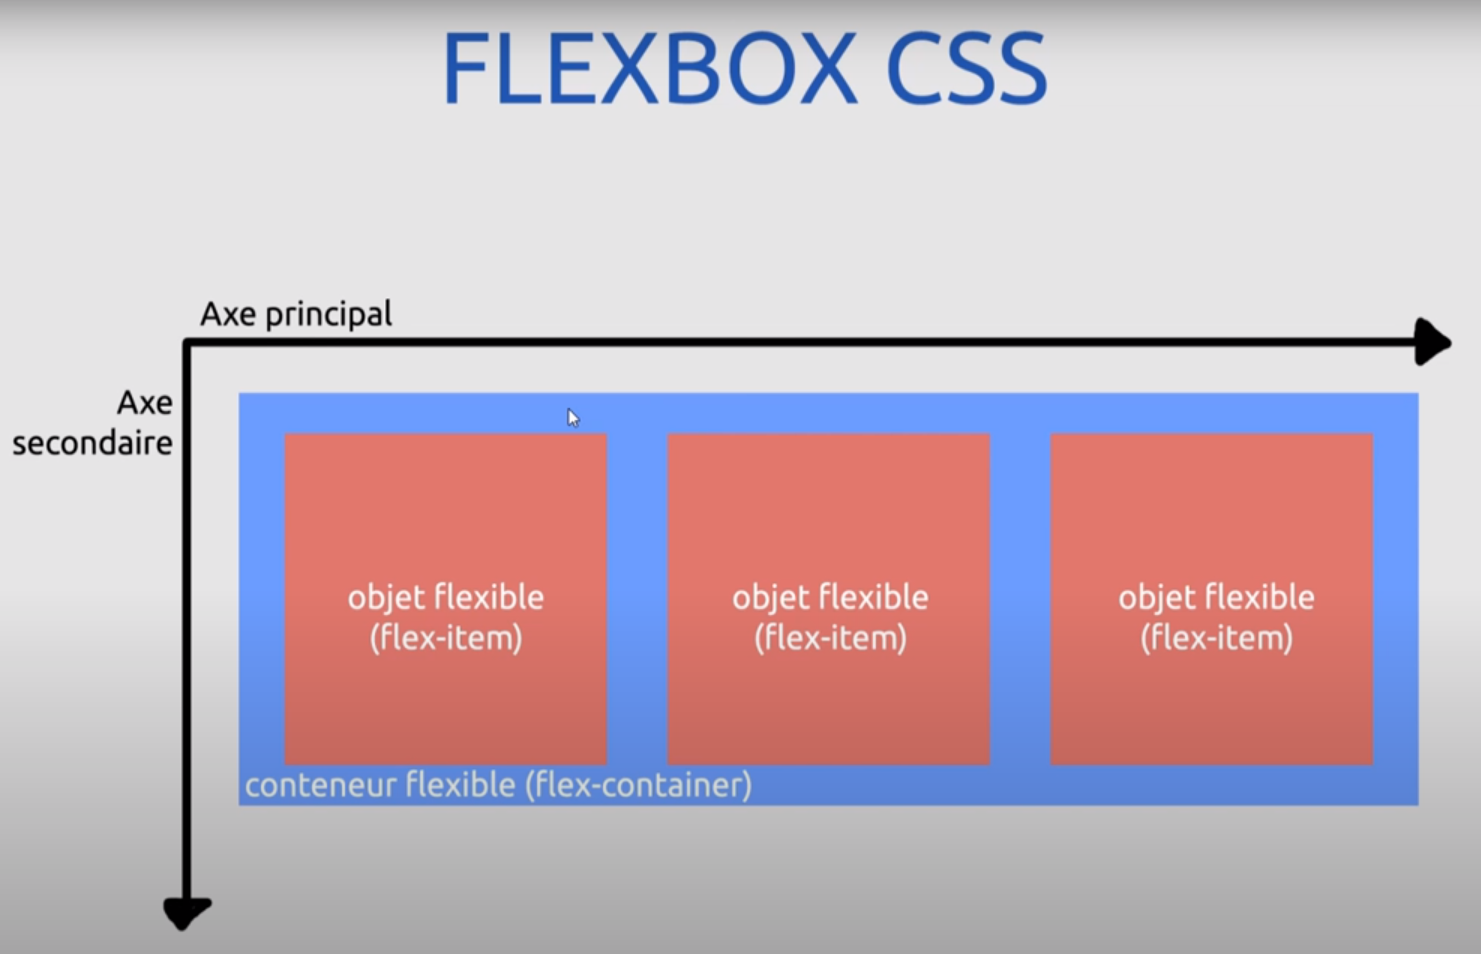 FLEXBOX CSS
Axe principal
Axe
secondaire
objet flexible
(flex-item)
objet flexible
(flex-item)
objet flexible
(flex-item)
conteneur flexible (flex-container)